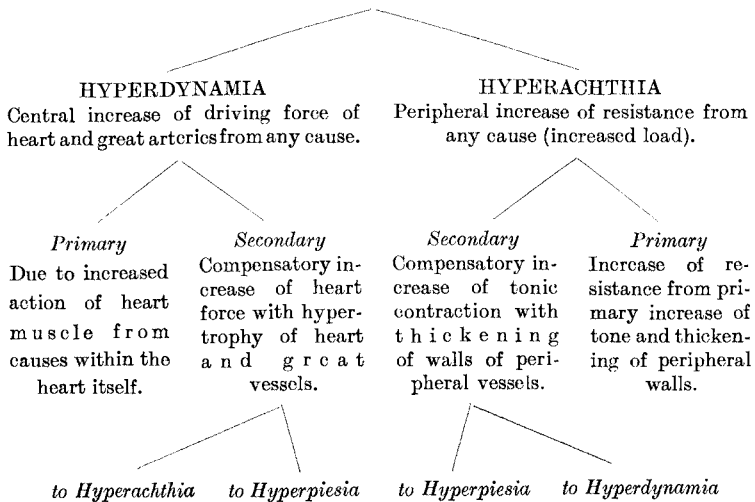 HYPERDYNAMIA
Central increase of driving force of
heart and great arteries from any cause.
HYPERACHTHIA
Peripheral increase of resistance from
any cause (increased load).
Primary
Due to increased
action of heart
muscle from
causes within the
heart itself.
Secondary
Compensatory in-
crease of heart
force with hyper-
trophy of heart
and great
vessels.
Secondary
Compensatory in-
crease of tonic
contraction with
thickening
of walls of peri-
pheral vessels.
Primary
Increase of re-
sistance from pri-
mary increase of
tone and thicken-
ing of peripheral
walls.
to Hyperachthia
to Hyperpiesia
to Hyperpiesia
to Hyperdynamia